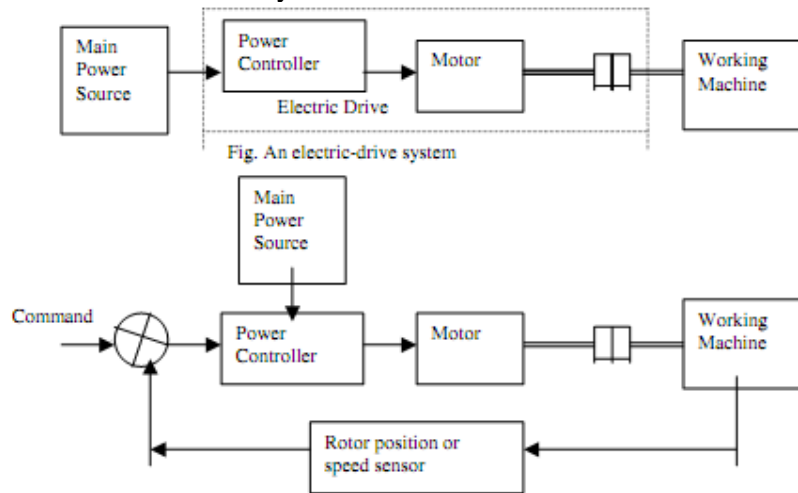 Main
Power
Source
Power
Controller
Motor
Working
Machine
Electric Drive
Fig. An electric-drive system
Main
Power
Source
Command
Power
Controller
Motor
Working
Machine
Rotor position or
speed sensor